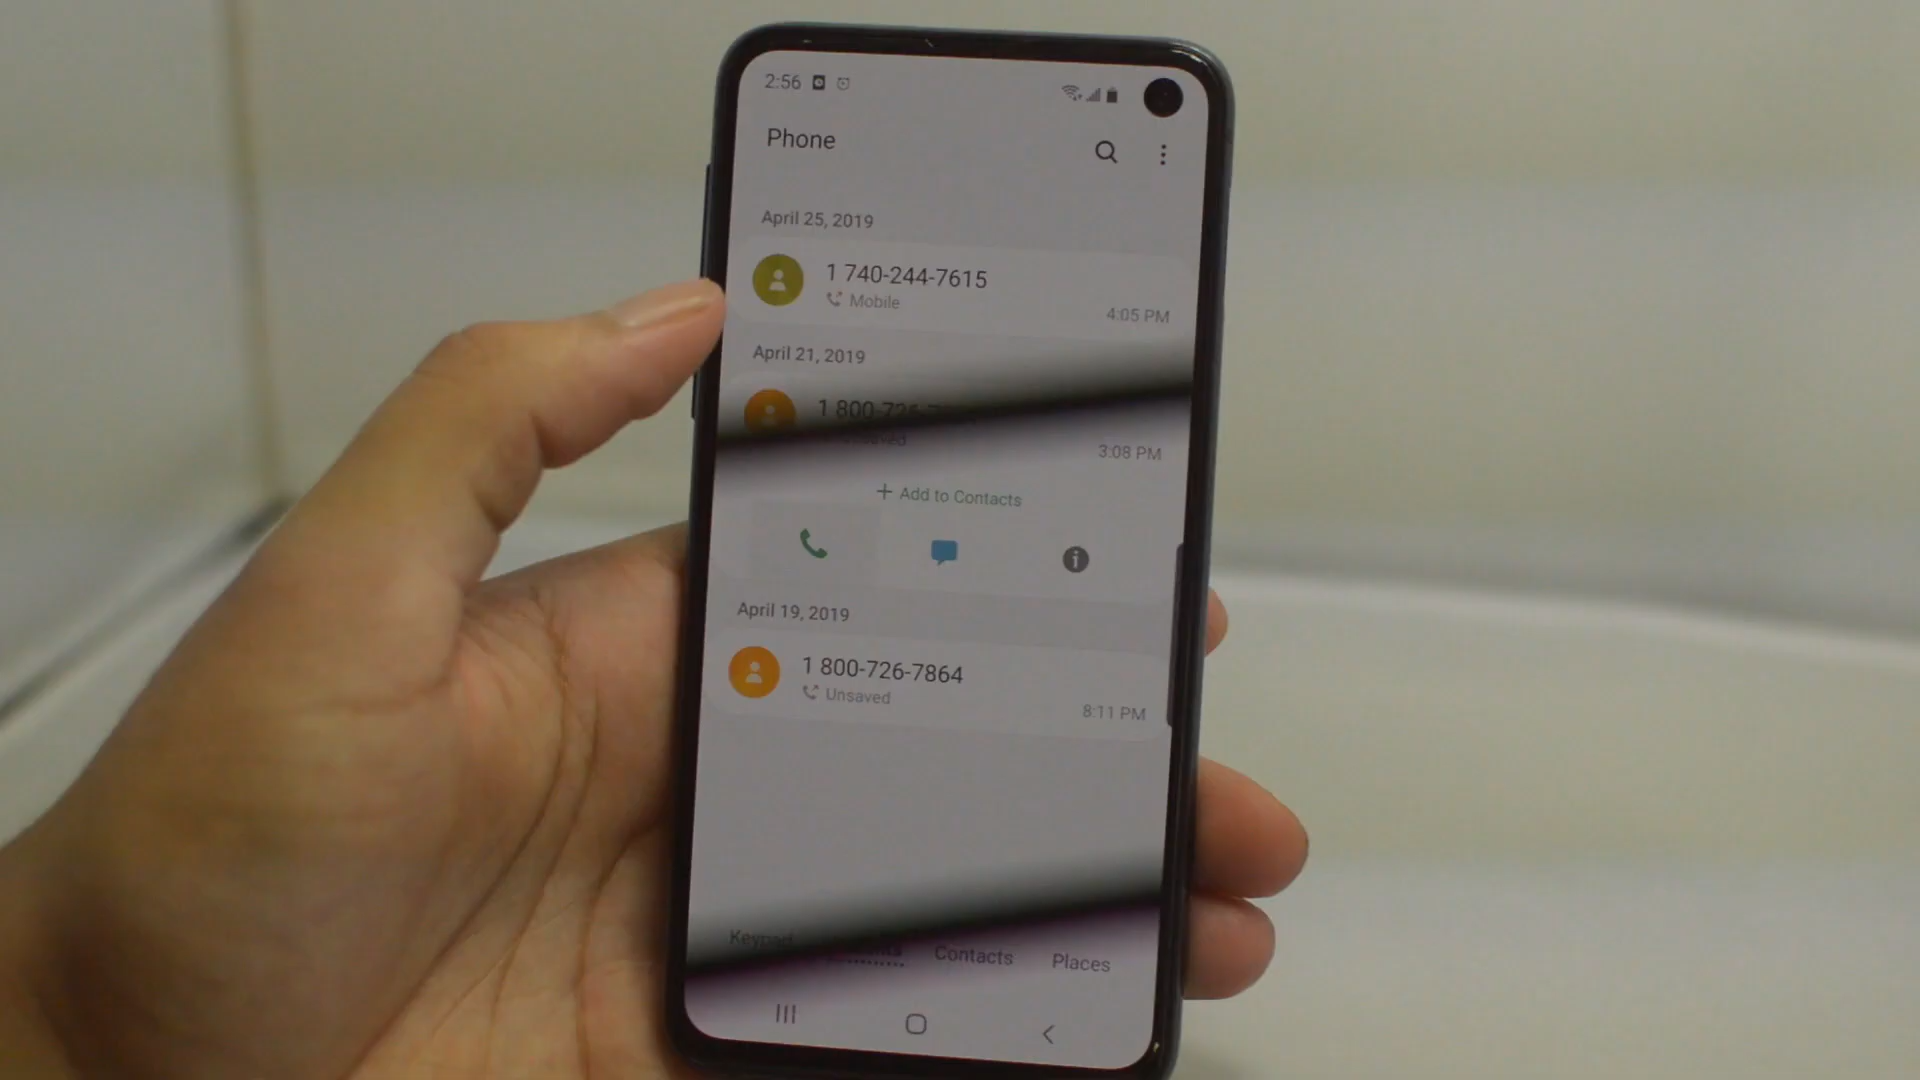 2:56
Phone
April 25, 2019
1 740-244-7615
Mobile
4:05 PM
April 21, 2019
1 800-726-
3:08 PM
+ Add to Contacts
April 19, 2019
1 800-726-7864
Unsaved
8:11 PM
Keypad Contacts Places